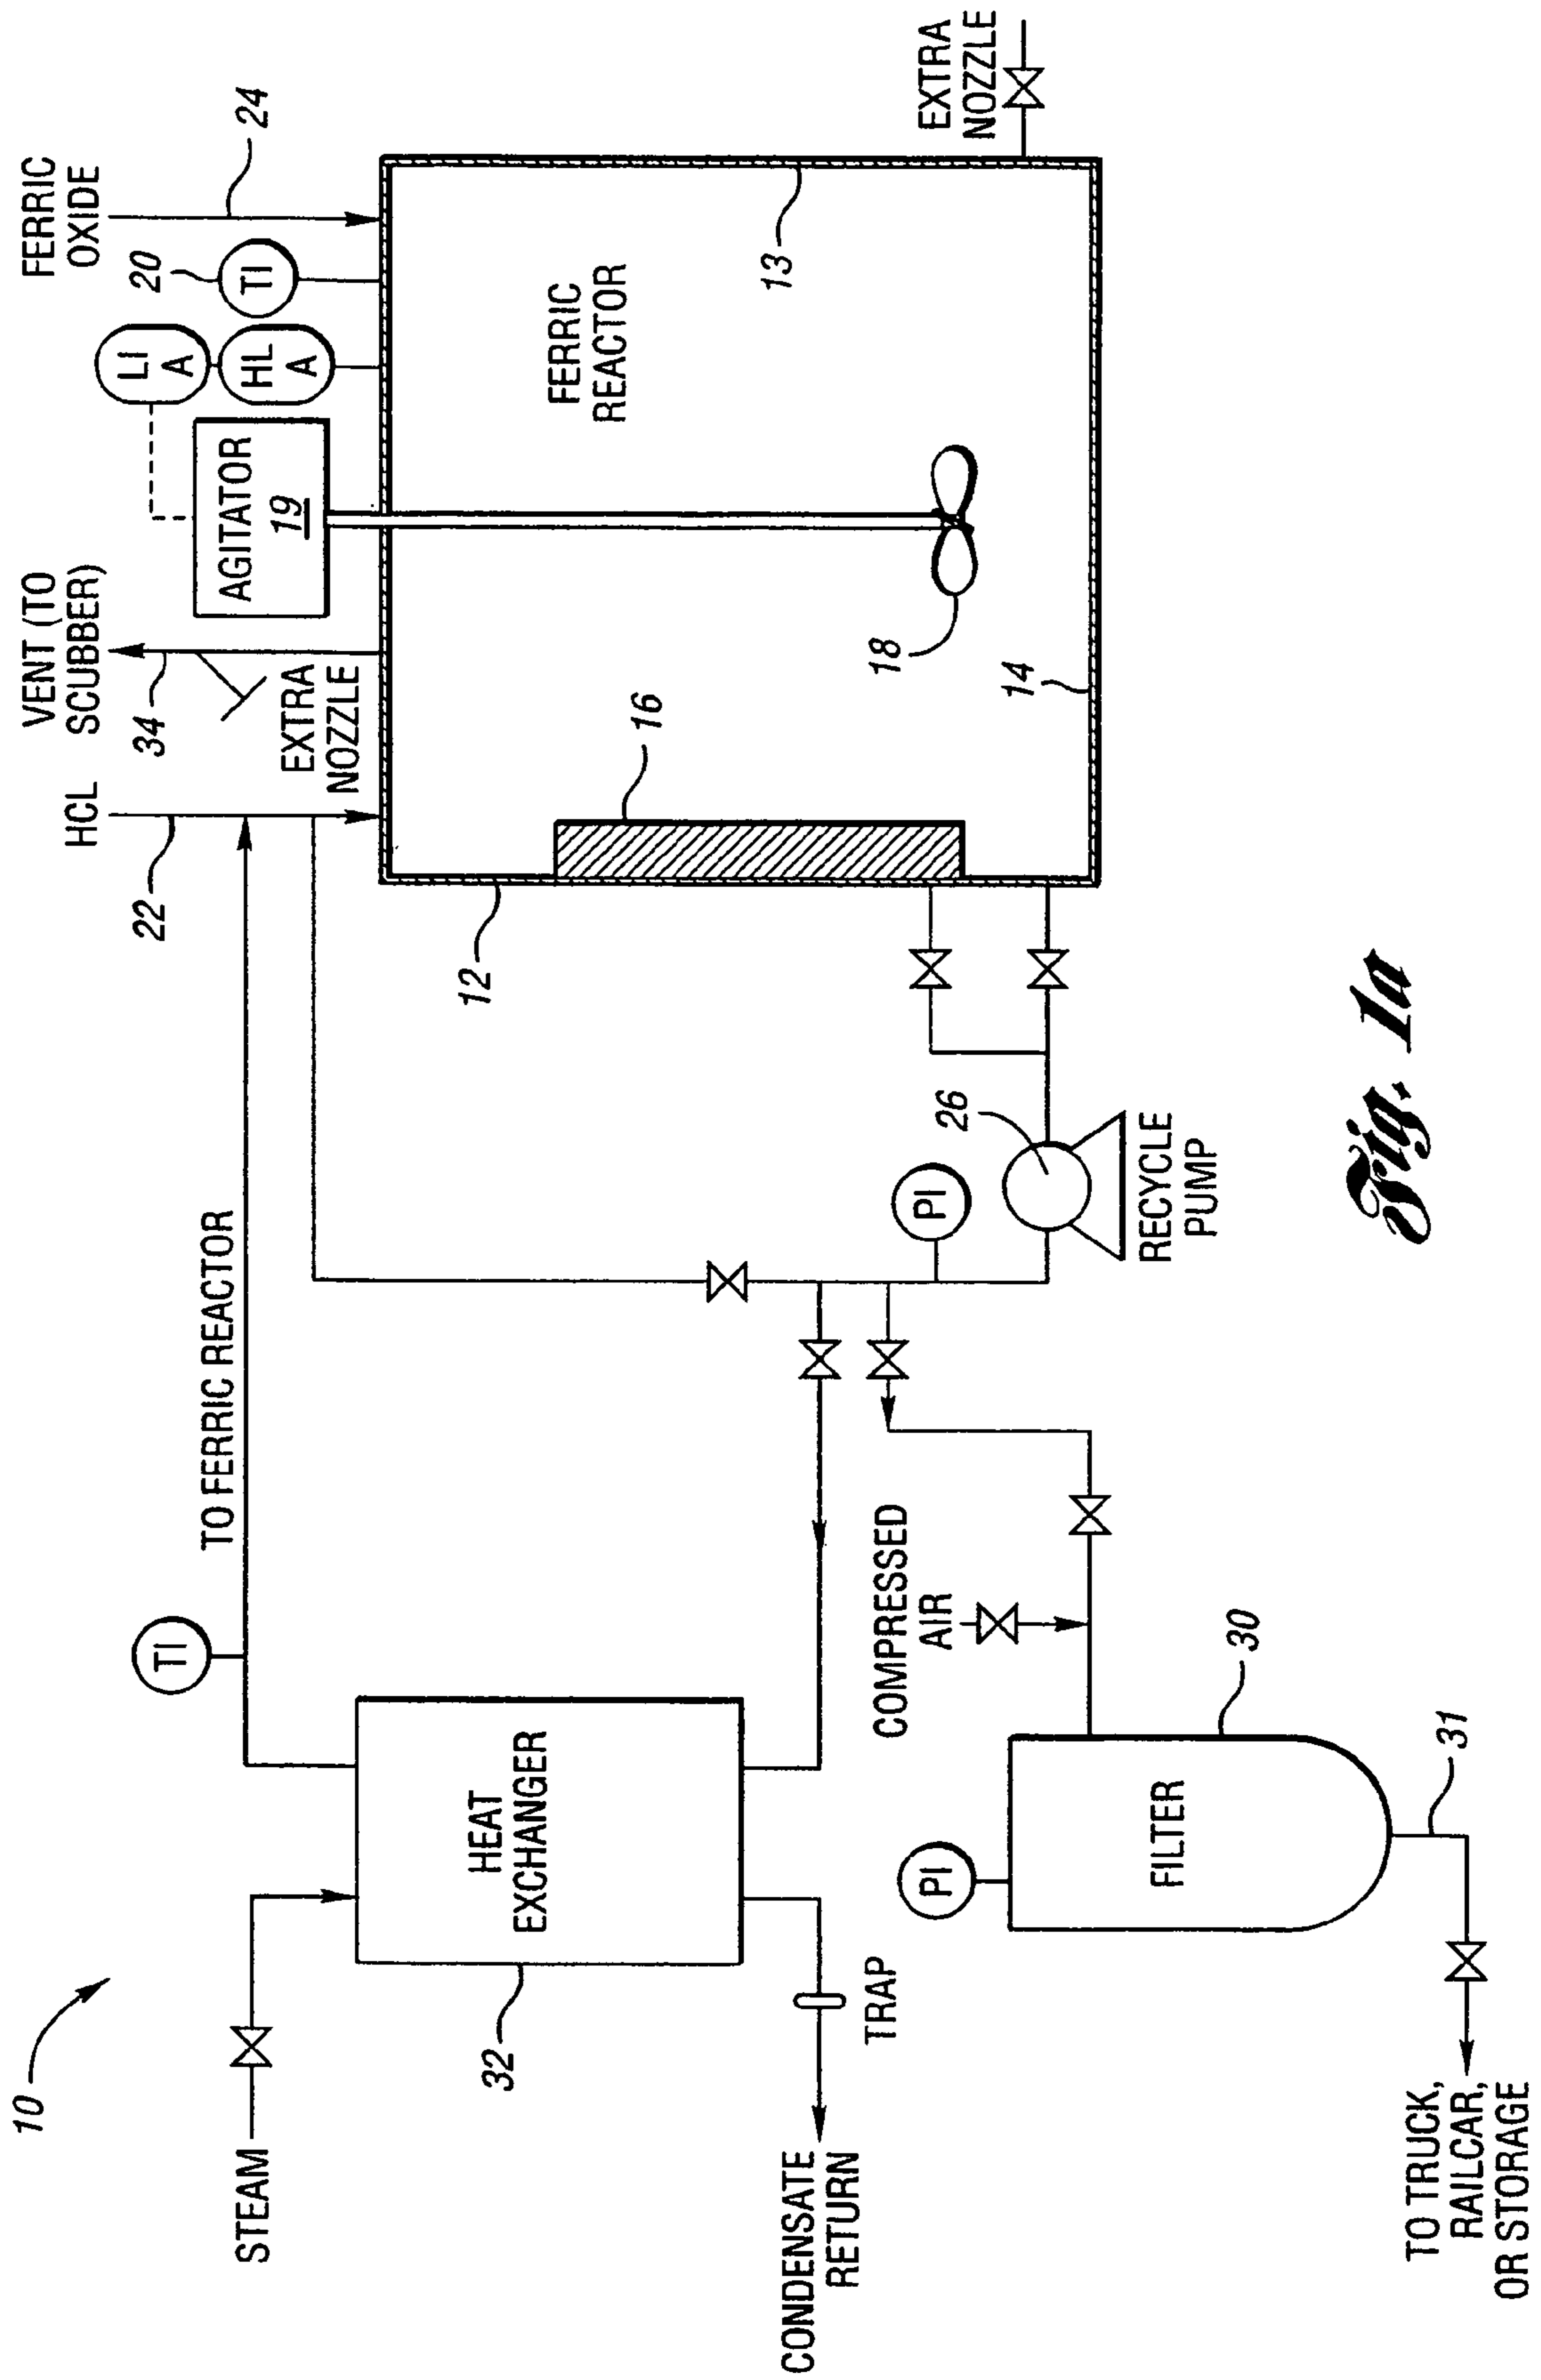 10
STEAM
TI
TO FERRIC REACTOR
HEAT
EXCHANGER
32
CONDENSATE
RETURN
TRAP
HCL
22
VENT (TO
SCUBBER)
34
EXTRA
NOZZLE
AGITATOR
19
LI
A
HL
A
20
TI
FERRIC
OXIDE
24
FERRIC
REACTOR
12
13
14
16
18
EXTRA
NOZZLE
PI
26
RECYCLE
PUMP
COMPRESSED
AIR
PI
FILTER
30
31
TO TRUCK,
RAILCAR,
OR STORAGE
Fig. 1a